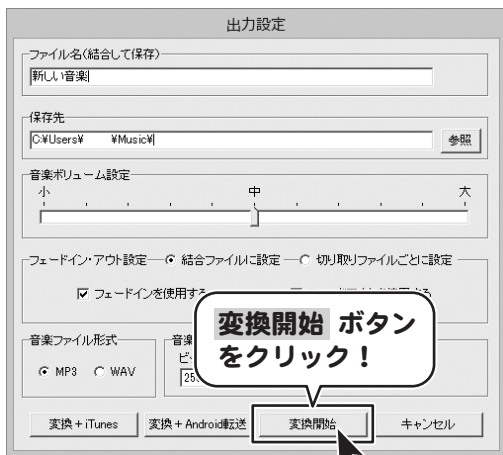 出力設定
ファイル名(結合して保存)
新しい音楽
保存先
C:¥Users¥ ¥Music¥
参照
音楽ボリューム設定
小 中 大
フェードイン・アウト設定 結合ファイルに設定 切り取りファイルごとに設定
フェードインを使用する
変換開始 ボタン
をクリック！
音楽ファイル形式
MP3 WAV
変換+iTunes 変換+Android転送 変換開始 キャンセル